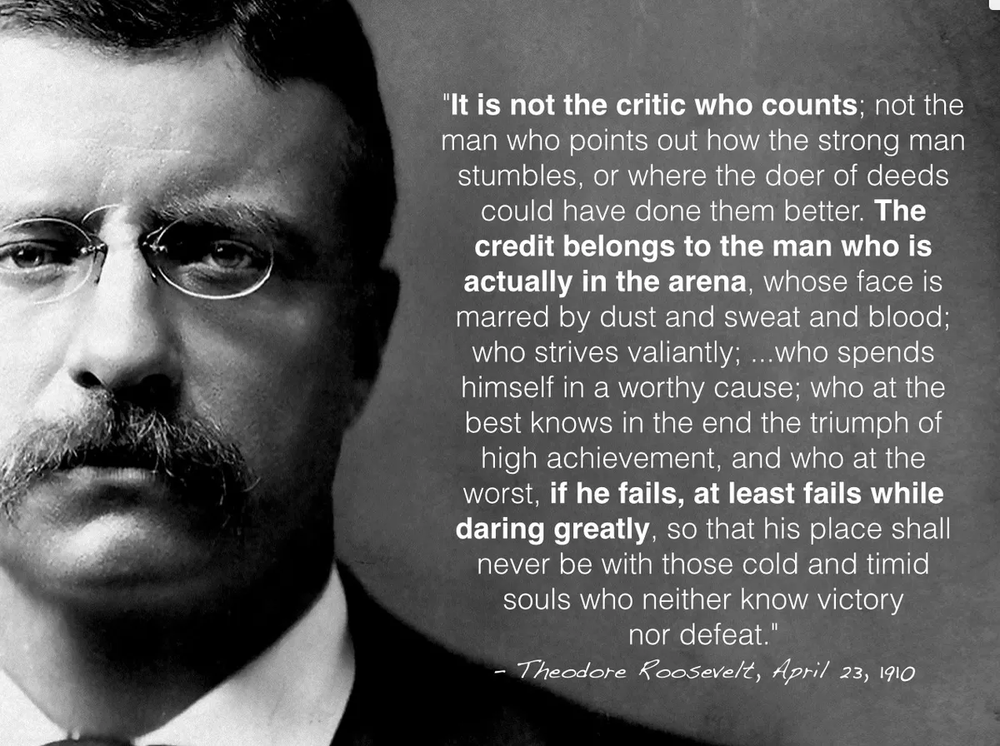 "It is not the critic who counts; not the
man who points out how the strong man
stumbles, or where the doer of deeds
could have done them better. The
credit belongs to the man who is
actually in the arena, whose face is
marred by dust and sweat and blood;
who strives valiantly; ...who spends
himself in a worthy cause; who at the
best knows in the end the triumph of
high achievement, and who at the
worst, if he fails, at least fails while
daring greatly, so that his place shall
never be with those cold and timid
souls who neither know victory
nor defeat."
- Theodore Roosevelt, April 23, 1910